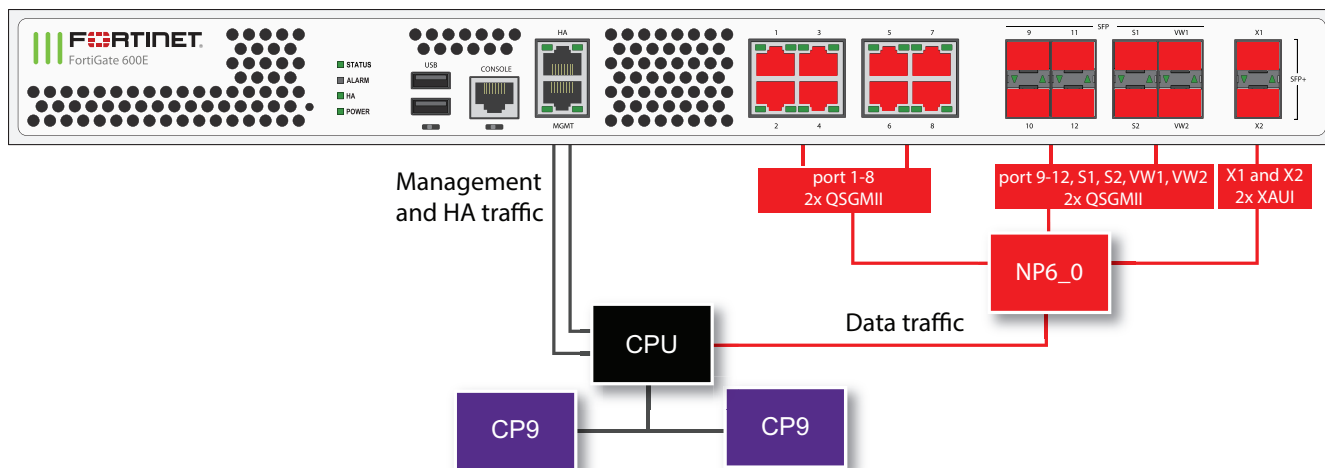 FORTINET
FortiGate 600E
STATUS
ALARM
HA
POWER
USB
CONSOLE
HA
MGMT
1 3
2 4
5 7
6 8
SFP
9 11 S1 VW1
10 12 S2 VW2
X1
X2
SFP+
Management
and HA traffic
port 1-8
2x QSGMII
port 9-12, S1, S2, VW1, VW2
2x QSGMII
X1 and X2
2x XAUI
NP6_0
Data traffic
CPU
CP9
CP9